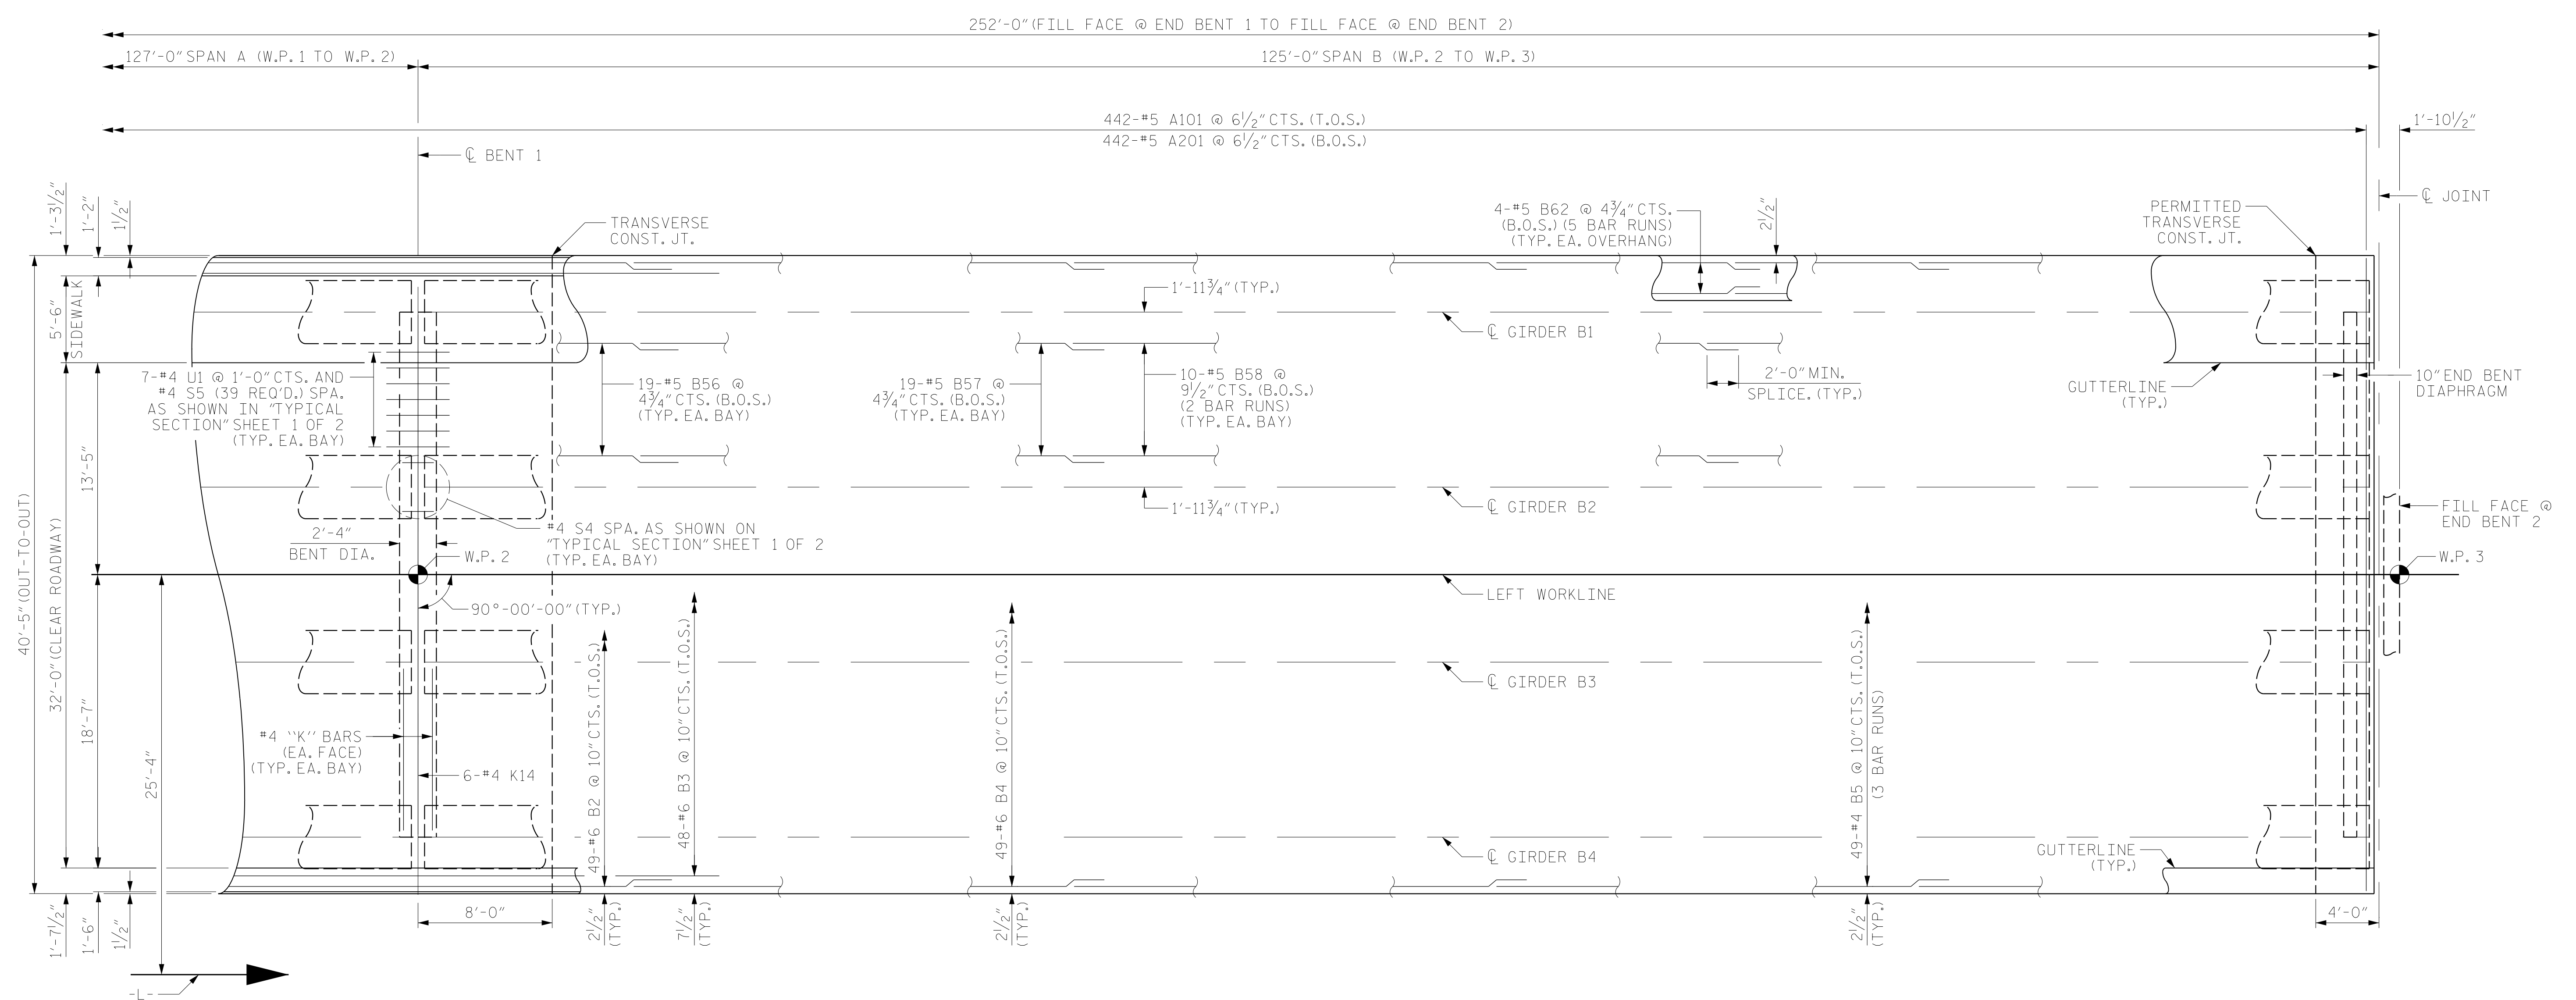 252'-0" (FILL FACE @ END BENT 1 TO FILL FACE @ END BENT 2)
127'-0" SPAN A (W.P. 1 TO W.P. 2)
125'-0" SPAN B (W.P. 2 TO W.P. 3)
442-#5 A101 @ 6½" CTS. (T.O.S.)
442-#5 A201 @ 6½" CTS. (B.O.S.)
1'-10½"
℄ BENT 1
℄ JOINT
1'-3½"
1'-2"
1½"
TRANSVERSE
CONST. JT.
4-#5 B62 @ 4¾" CTS.
(B.O.S.) (5 BAR RUNS)
(TYP. EA. OVERHANG)
2½"
PERMITTED
TRANSVERSE
CONST. JT.
5'-6"
SIDEWALK
1'-11¾" (TYP.)
℄ GIRDER B1
7-#4 U1 @ 1'-0" CTS. AND
#4 S5 (39 REQ'D.) SPA.
AS SHOWN IN "TYPICAL
SECTION" SHEET 1 OF 2
(TYP. EA. BAY)
19-#5 B56 @
4¾" CTS. (B.O.S.)
(TYP. EA. BAY)
19-#5 B57 @
4¾" CTS. (B.O.S.)
(TYP. EA. BAY)
10-#5 B58 @
9½" CTS. (B.O.S.)
(2 BAR RUNS)
(TYP. EA. BAY)
2'-0" MIN.
SPLICE. (TYP.)
GUTTERLINE
(TYP.)
10" END BENT
DIAPHRAGM
40'-5" (OUT-TO-OUT)
32'-0" (CLEAR ROADWAY)
13'-5"
1'-11¾" (TYP.)
℄ GIRDER B2
FILL FACE @
END BENT 2
2'-4"
BENT DIA.
#4 S4 SPA. AS SHOWN ON
"TYPICAL SECTION" SHEET 1 OF 2
(TYP. EA. BAY)
W.P. 2
W.P. 3
90°-00'-00" (TYP.)
LEFT WORKLINE
18'-7"
25'-4"
49-#6 B2 @ 10" CTS. (T.O.S.)
48-#6 B3 @ 10" CTS. (T.O.S.)
49-#6 B4 @ 10" CTS. (T.O.S.)
49-#4 B5 @ 10" CTS. (T.O.S.)
(3 BAR RUNS)
℄ GIRDER B3
#4 ``K'' BARS
(EA. FACE)
(TYP. EA. BAY)
6-#4 K14
℄ GIRDER B4
GUTTERLINE
(TYP.)
1'-7½"
1'-6"
1½"
8'-0"
2½"
(TYP.)
7½"
(TYP.)
2½"
(TYP.)
2½"
(TYP.)
4'-0"
-L-